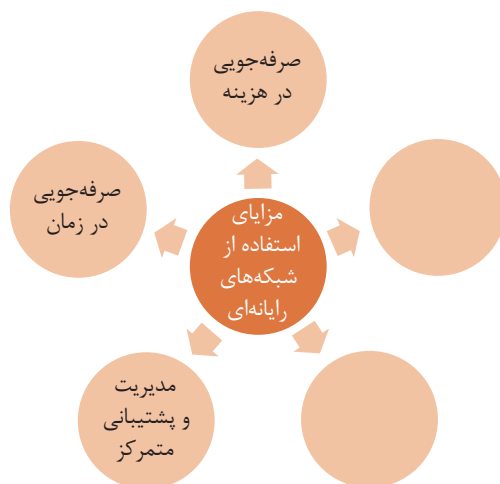 صرفه‌جویی
در هزینه
صرفه‌جویی
در زمان
مزایای
استفاده از
شبکه‌های
رایانه‌ای
مدیریت
و پشتیبانی
متمرکز